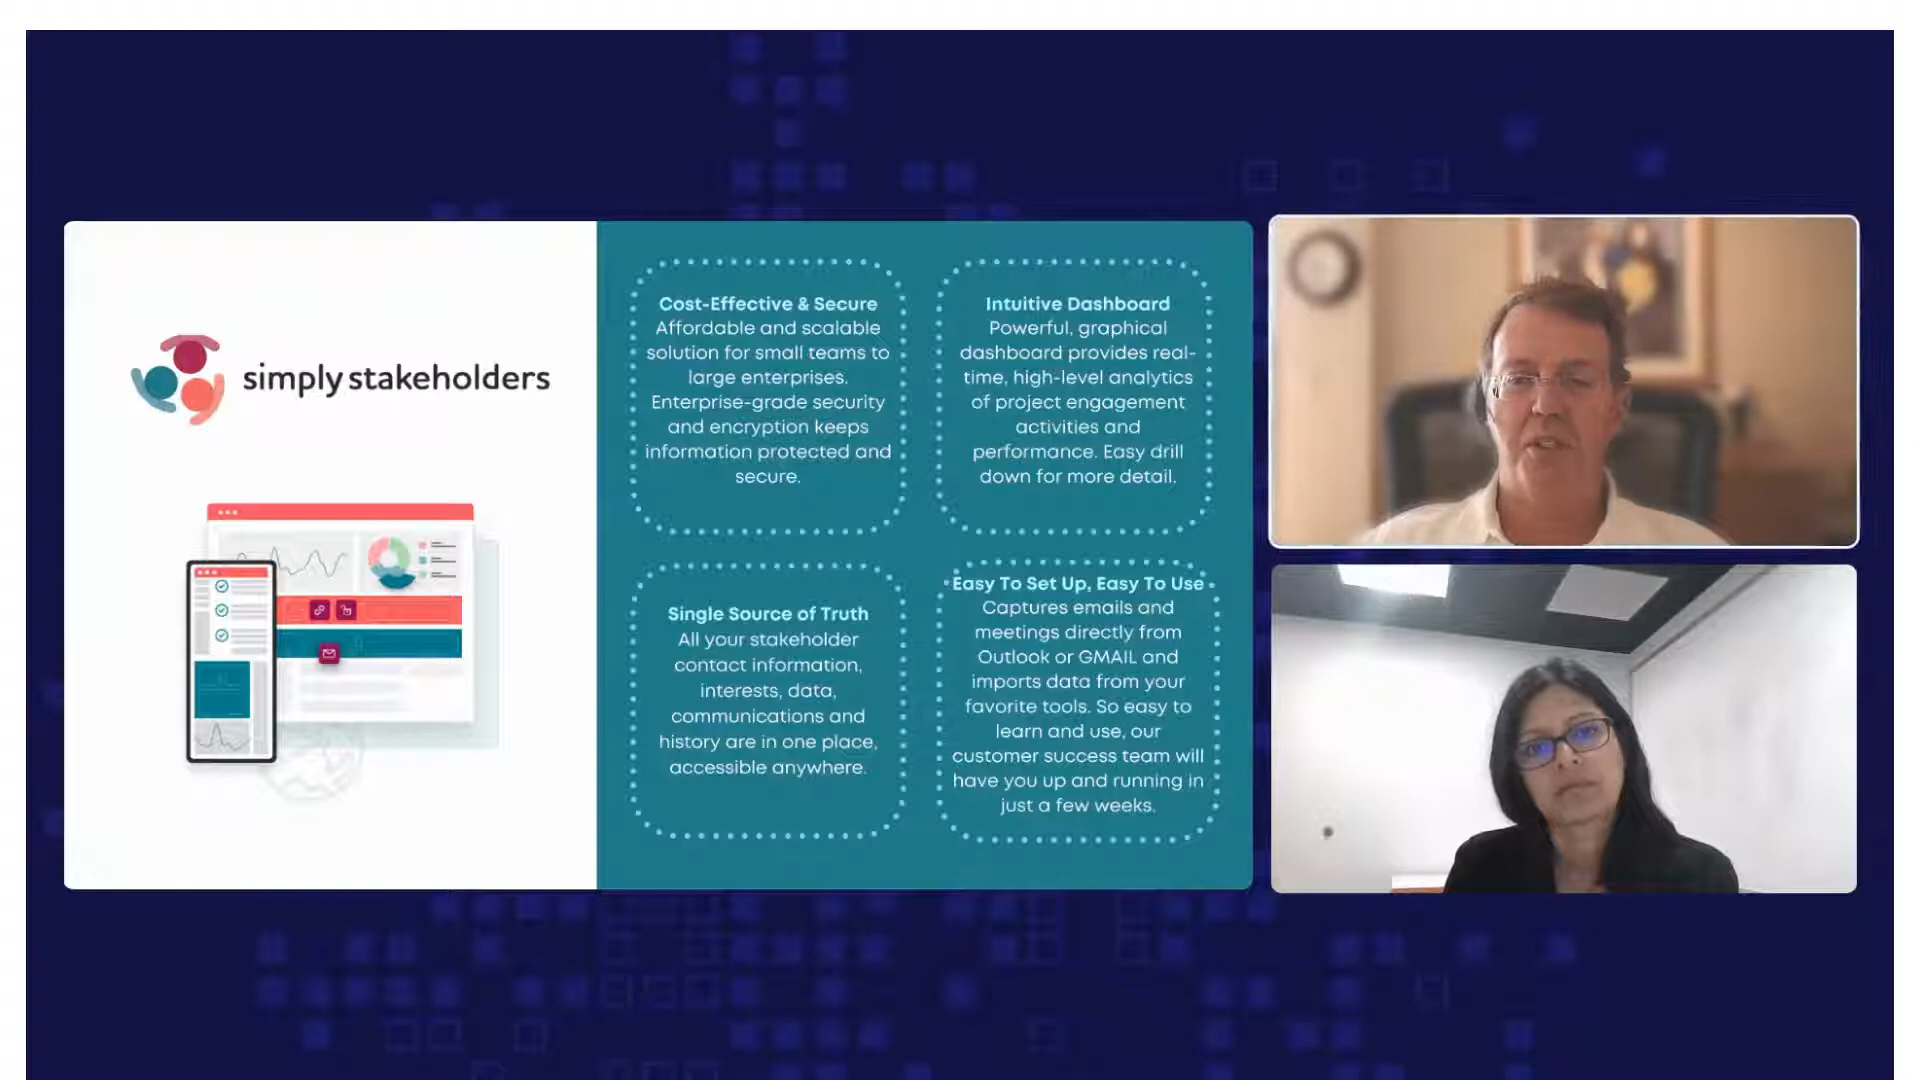 simply stakeholders
Cost-Effective & Secure
Affordable and scalable
solution for small teams to
large enterprises.
Enterprise-grade security
and encryption keeps
information protected and
secure.
Intuitive Dashboard
Powerful, graphical
dashboard provides real-
time, high-level analytics
of project engagement
activities and
performance. Easy drill
down for more detail.
Single Source of Truth
All your stakeholder
contact information,
interests, data,
communications and
history are in one place,
accessible anywhere.
Easy To Set Up, Easy To Use
Captures emails and
meetings directly from
Outlook or GMAIL and
imports data from your
favorite tools. So easy to
learn and use, our
customer success team will
have you up and running in
just a few weeks.